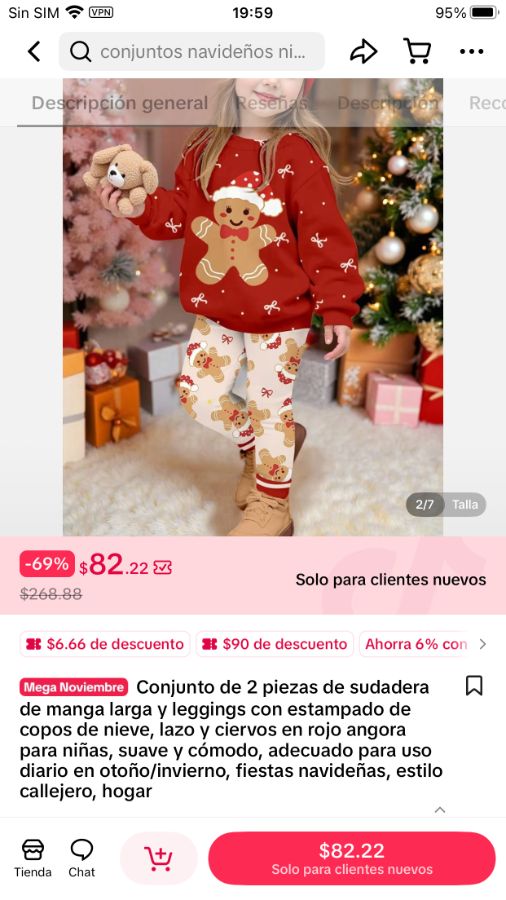 Sin SIM VPN 19:59 95%
conjuntos navideños ni...
Descripción general Reseñas Descripción Reco
2/7 Talla
-69% $82.22
Solo para clientes nuevos
$268.88
$6.66 de descuento $90 de descuento Ahorra 6% con
Mega Noviembre Conjunto de 2 piezas de sudadera
de manga larga y leggings con estampado de
copos de nieve, lazo y ciervos en rojo angora
para niñas, suave y cómodo, adecuado para uso
diario en otoño/invierno, fiestas navideñas, estilo
callejero, hogar
$82.22
Tienda Chat Solo para clientes nuevos